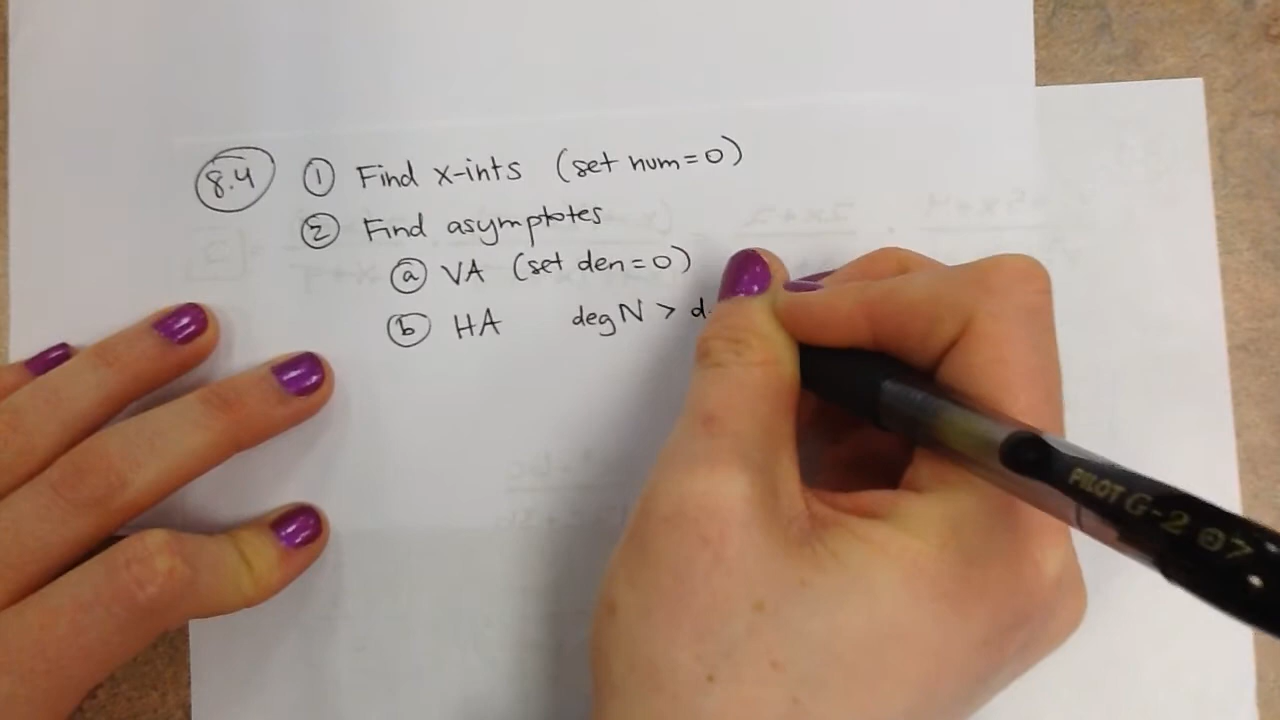 8.4 ① Find x-ints (set num=0)
② Find asymptotes
ⓐ VA (set den=0)
ⓑ HA deg N > d
PILOT G-2 07